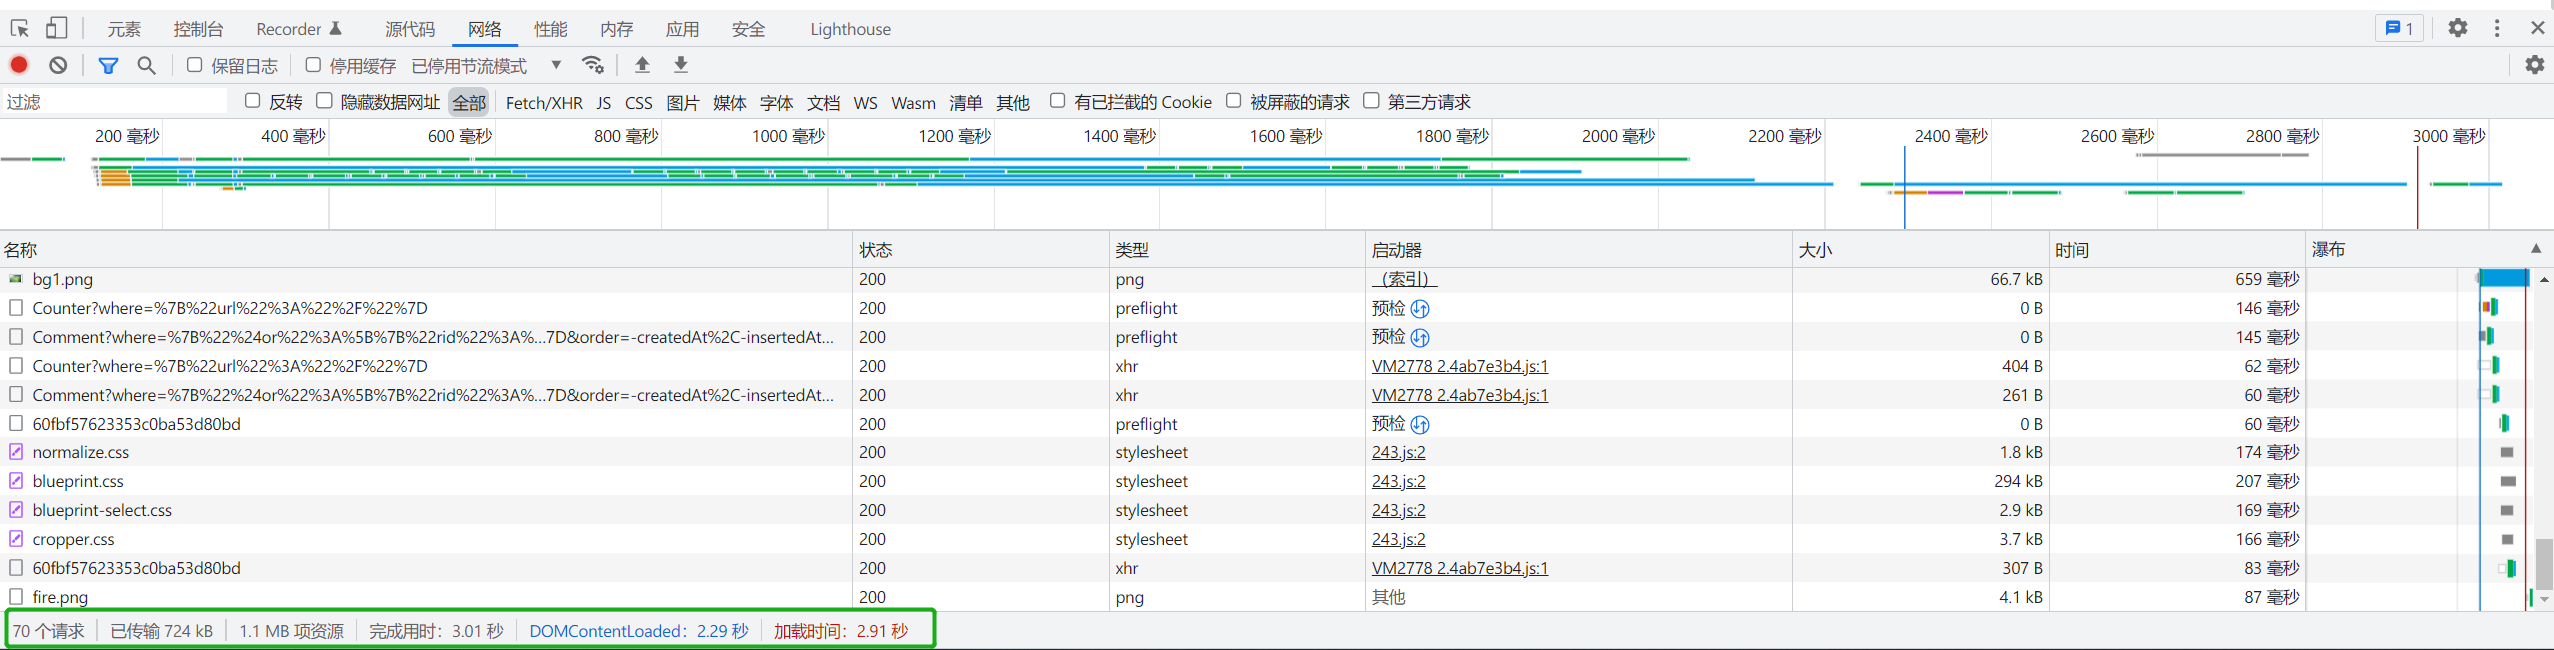 元素 控制台 Recorder 源代码 网络 性能 内存 应用 安全 Lighthouse 1
保留日志 停用缓存 已停用节流模式
过滤 反转 隐藏数据网址 全部 Fetch/XHR JS CSS 图片 媒体 字体 文档 WS Wasm 清单 其他 有已拦截的 Cookie 被屏蔽的请求 第三方请求
200 毫秒 400 毫秒 600 毫秒 800 毫秒 1000 毫秒 1200 毫秒 1400 毫秒 1600 毫秒 1800 毫秒 2000 毫秒 2200 毫秒 2400 毫秒 2600 毫秒 2800 毫秒 3000 毫秒
名称 状态 类型 启动器 大小 时间 瀑布
bg1.png 200 png （索引） 66.7 kB 659 毫秒
Counter?where=%7B%22url%22%3A%22%2F%22%7D 200 preflight 预检 0 B 146 毫秒
Comment?where=%7B%22%24or%22%3A%5B%7B%22rid%22%3A%...7D&order=-createdAt%2C-insertedAt... 200 preflight 预检 0 B 145 毫秒
Counter?where=%7B%22url%22%3A%22%2F%22%7D 200 xhr VM2778 2.4ab7e3b4.js:1 404 B 62 毫秒
Comment?where=%7B%22%24or%22%3A%5B%7B%22rid%22%3A%...7D&order=-createdAt%2C-insertedAt... 200 xhr VM2778 2.4ab7e3b4.js:1 261 B 60 毫秒
60fbf57623353c0ba53d80bd 200 preflight 预检 0 B 60 毫秒
normalize.css 200 stylesheet 243.js:2 1.8 kB 174 毫秒
blueprint.css 200 stylesheet 243.js:2 294 kB 207 毫秒
blueprint-select.css 200 stylesheet 243.js:2 2.9 kB 169 毫秒
cropper.css 200 stylesheet 243.js:2 3.7 kB 166 毫秒
60fbf57623353c0ba53d80bd 200 xhr VM2778 2.4ab7e3b4.js:1 307 B 83 毫秒
fire.png 200 png 其他 4.1 kB 87 毫秒
70 个请求 已传输 724 kB 1.1 MB 项资源 完成用时：3.01 秒 DOMContentLoaded：2.29 秒 加载时间：2.91 秒